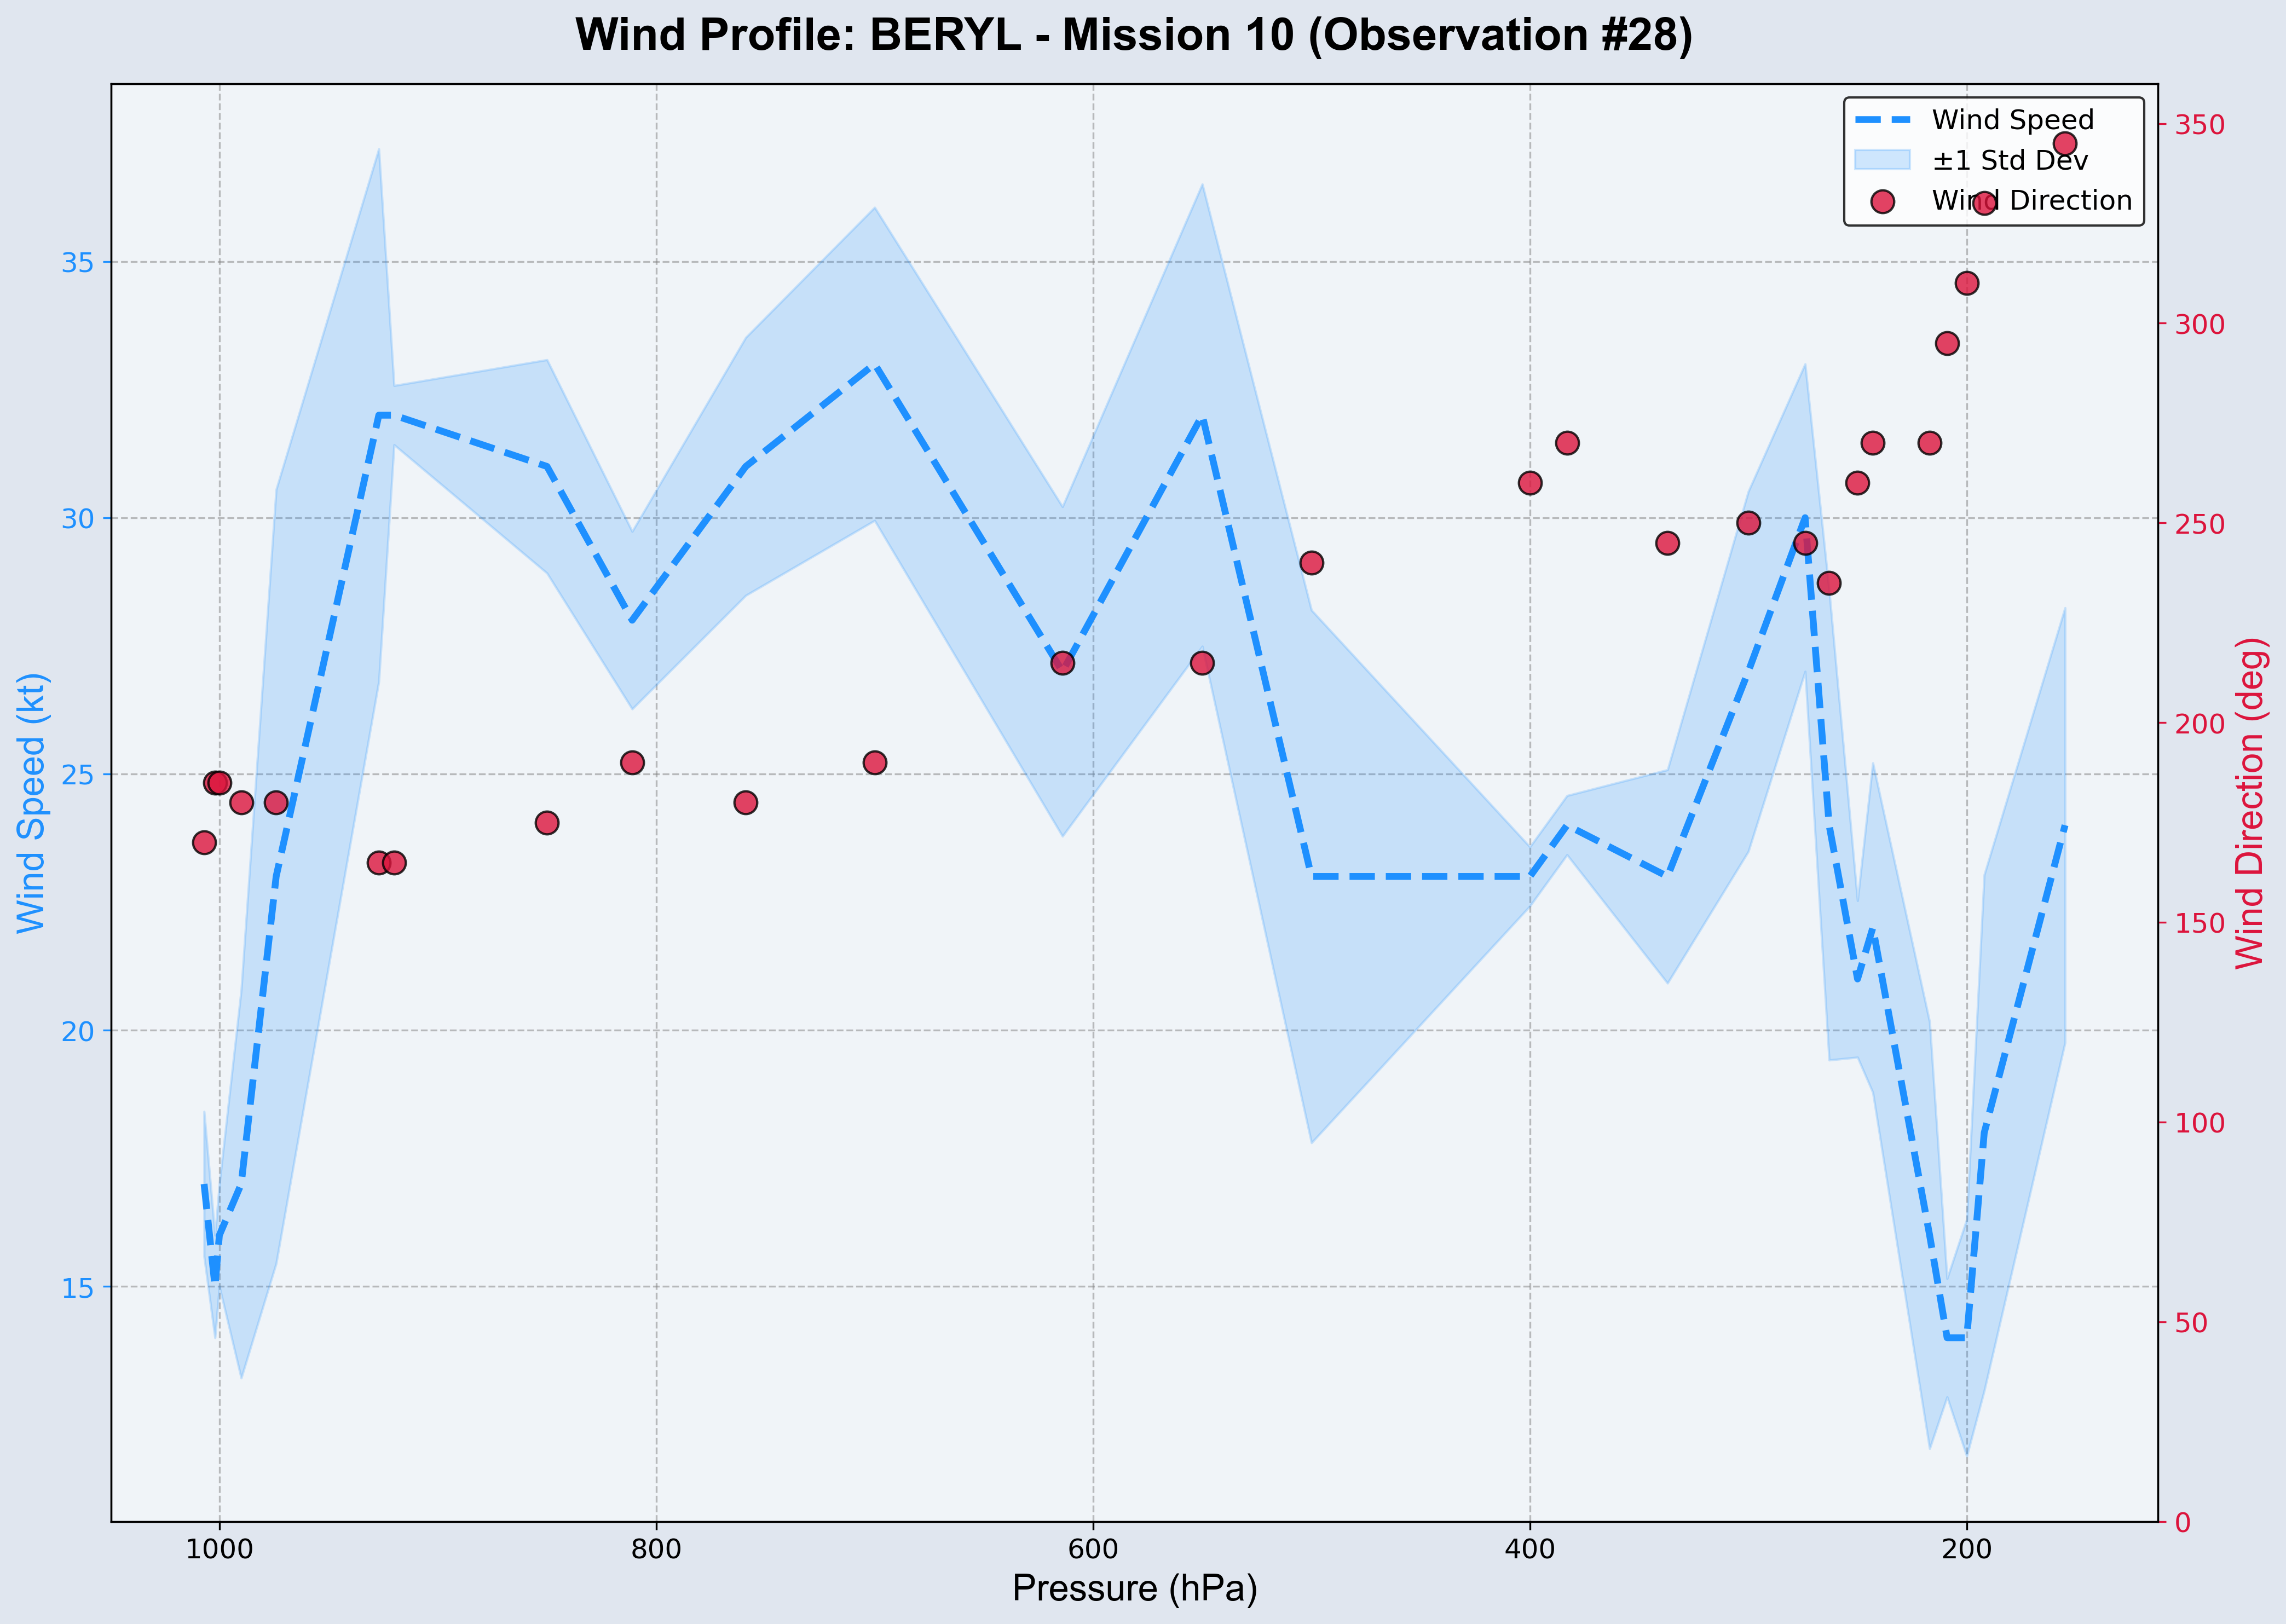 Wind Profile: BERYL - Mission 10 (Observation #28)
Wind Speed
±1 Std Dev
Wind Direction
Wind Speed (kt)
35
30
25
20
15
1000
800
600
400
200
Pressure (hPa)
350
300
250
200
150
100
50
0
Wind Direction (deg)